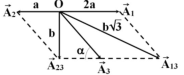 A₂ a O 2a A₁
b b√3
α
A₂₃ A₃ A₁₃